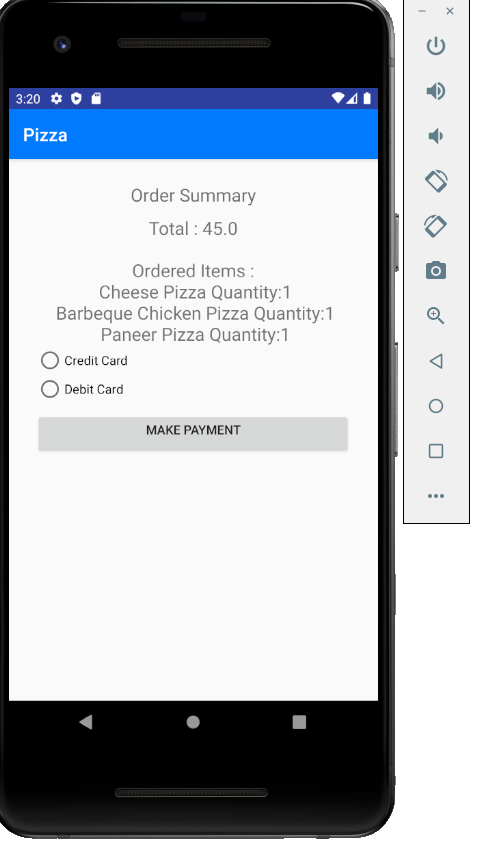 3:20
Pizza
Order Summary
Total : 45.0
Ordered Items :
Cheese Pizza Quantity:1
Barbeque Chicken Pizza Quantity:1
Paneer Pizza Quantity:1
Credit Card
Debit Card
MAKE PAYMENT